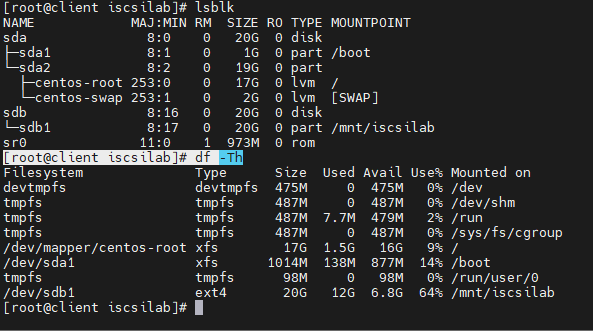 [root@client iscsilab]# lsblk
NAME            MAJ:MIN RM  SIZE RO TYPE MOUNTPOINT
sda               8:0    0   20G  0 disk
├─sda1            8:1    0    1G  0 part /boot
└─sda2            8:2    0   19G  0 part
  ├─centos-root 253:0    0   17G  0 lvm  /
  └─centos-swap 253:1    0    2G  0 lvm  [SWAP]
sdb               8:16   0   20G  0 disk
└─sdb1            8:17   0   20G  0 part /mnt/iscsilab
sr0              11:0    1  973M  0 rom
[root@client iscsilab]# df -Th
Filesystem              Type      Size  Used Avail Use% Mounted on
devtmpfs                devtmpfs  475M     0  475M   0% /dev
tmpfs                   tmpfs     487M     0  487M   0% /dev/shm
tmpfs                   tmpfs     487M  7.7M  479M   2% /run
tmpfs                   tmpfs     487M     0  487M   0% /sys/fs/cgroup
/dev/mapper/centos-root xfs        17G  1.5G   16G   9% /
/dev/sda1               xfs      1014M  138M  877M  14% /boot
tmpfs                   tmpfs      98M     0   98M   0% /run/user/0
/dev/sdb1               ext4       20G   12G  6.8G  64% /mnt/iscsilab
[root@client iscsilab]#